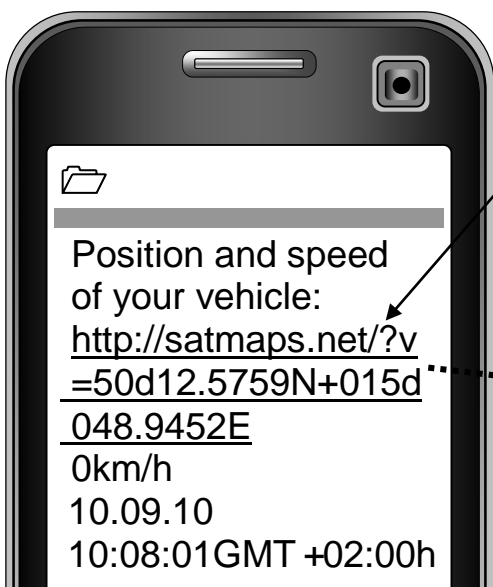 Position and speed
of your vehicle:
http://satmaps.net/?v
=50d12.5759N+015d
048.9452E
0km/h
10.09.10
10:08:01GMT +02:00h